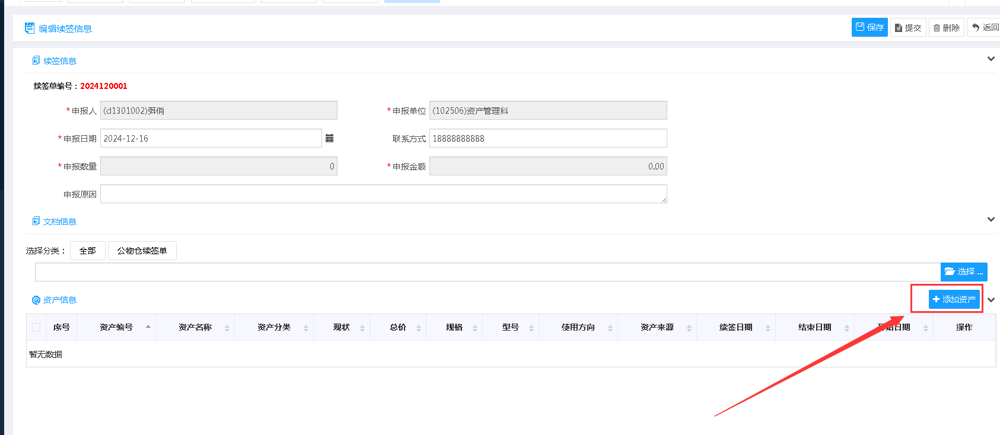 编辑续签信息
保存 提交 删除 返回
续签信息
续签单编号：2024120001
*申报人 (d1301002)弭俏 *申报单位 (102506)资产管理科
*申报日期 2024-12-16 联系方式 18888888888
*申报数量 0 *申报金额 0.00
申报原因
文档信息
选择分类： 全部 公物仓续签单
选择 ...
资产信息 添加资产
序号 资产编号 资产名称 资产分类 现状 总价 规格 型号 使用方向 资产来源 续签日期 结束日期 开始日期 操作
暂无数据